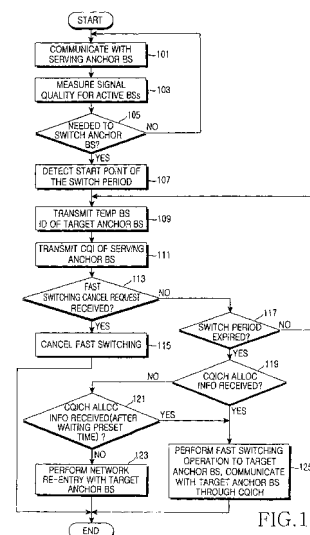 START
COMMUNICATE WITH
SERVING ANCHOR BS
101
MEASURE SIGNAL
QUALITY FOR ACTIVE BSs
103
105
NEEDED TO
SWITCH ANCHOR
BS?
NO
YES
DETECT START POINT
OF THE SWITCH PERIOD
107
TRANSMIT TEMP BS
ID OF TARGET ANCHOR BS
109
TRANSMIT CQI OF SERVING
ANCHOR BS
111
113
FAST
SWITCHING CANCEL REQUEST
RECEIVED?
NO
YES
117
SWITCH PERIOD
EXPIRED?
NO
CANCEL FAST SWITCHING
115
YES
119
CQICH ALLOC
INFO RECEIVED?
NO
121
CQICH ALLOC
INFO RECEIVED(AFTER
WAITING PRESET
TIME) ?
YES
YES
NO
123
PERFORM NETWORK
RE-ENTRY WITH TARGET
ANCHOR BS
PERFORM FAST SWITCHING
OPERATION TO TARGET
ANCHOR BS, COMMUNICATE
WITH TARGET ANCHOR BS
THROUGH CQICH
125
END
FIG.1